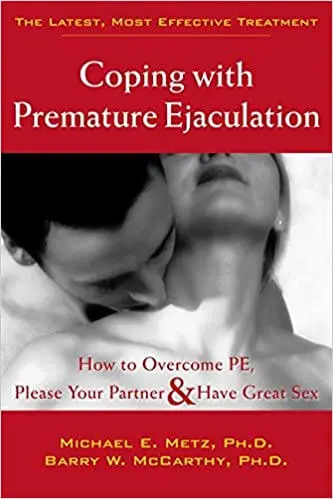 The Latest, Most Effective Treatment
Coping with
Premature Ejaculation
How to Overcome PE,
Please Your Partner & Have Great Sex
Michael E. Metz, Ph.D.
Barry W. McCarthy, Ph.D.